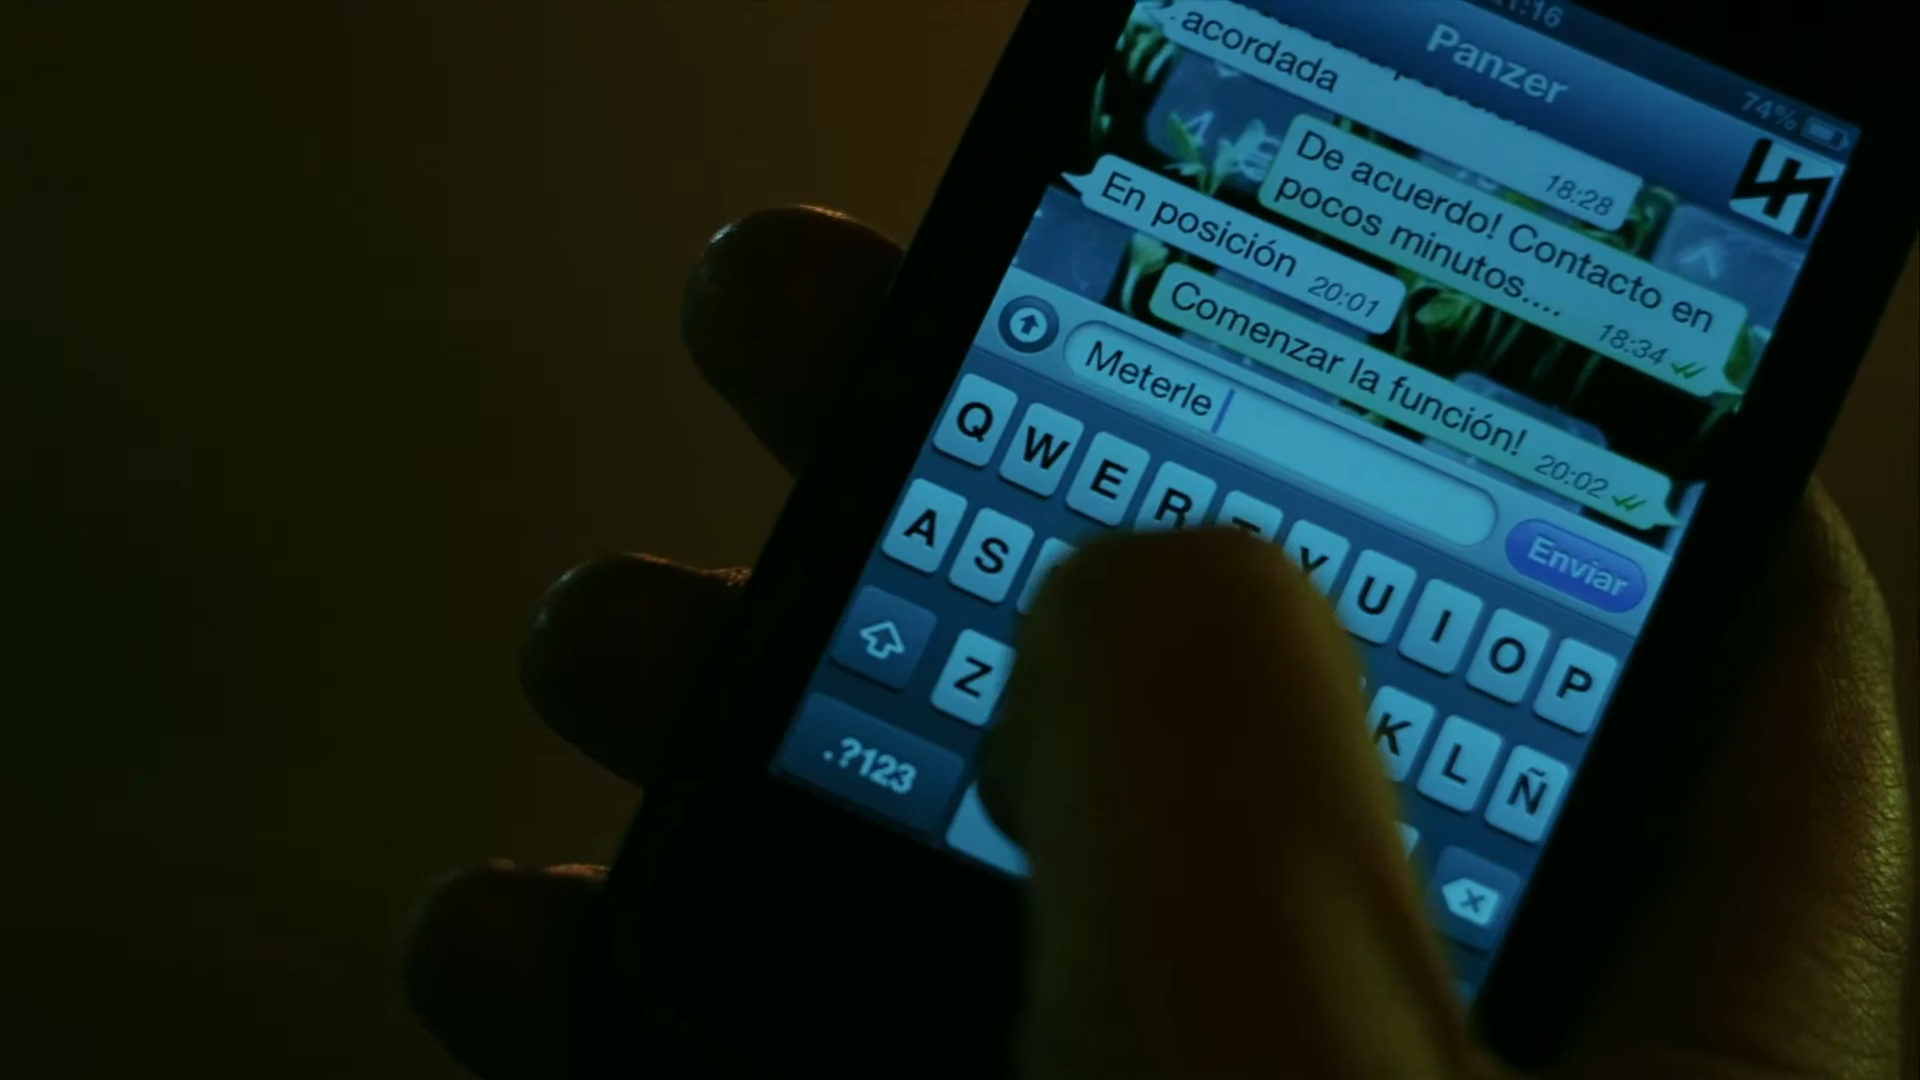 Panzer
74%
acordada
18:28
De acuerdo! Contacto en
pocos minutos....
18:34
En posición 20:01
Comenzar la función! 20:02
Meterle
Enviar
Q W E R Y U I O P
A S K L Ñ
Z
.?123